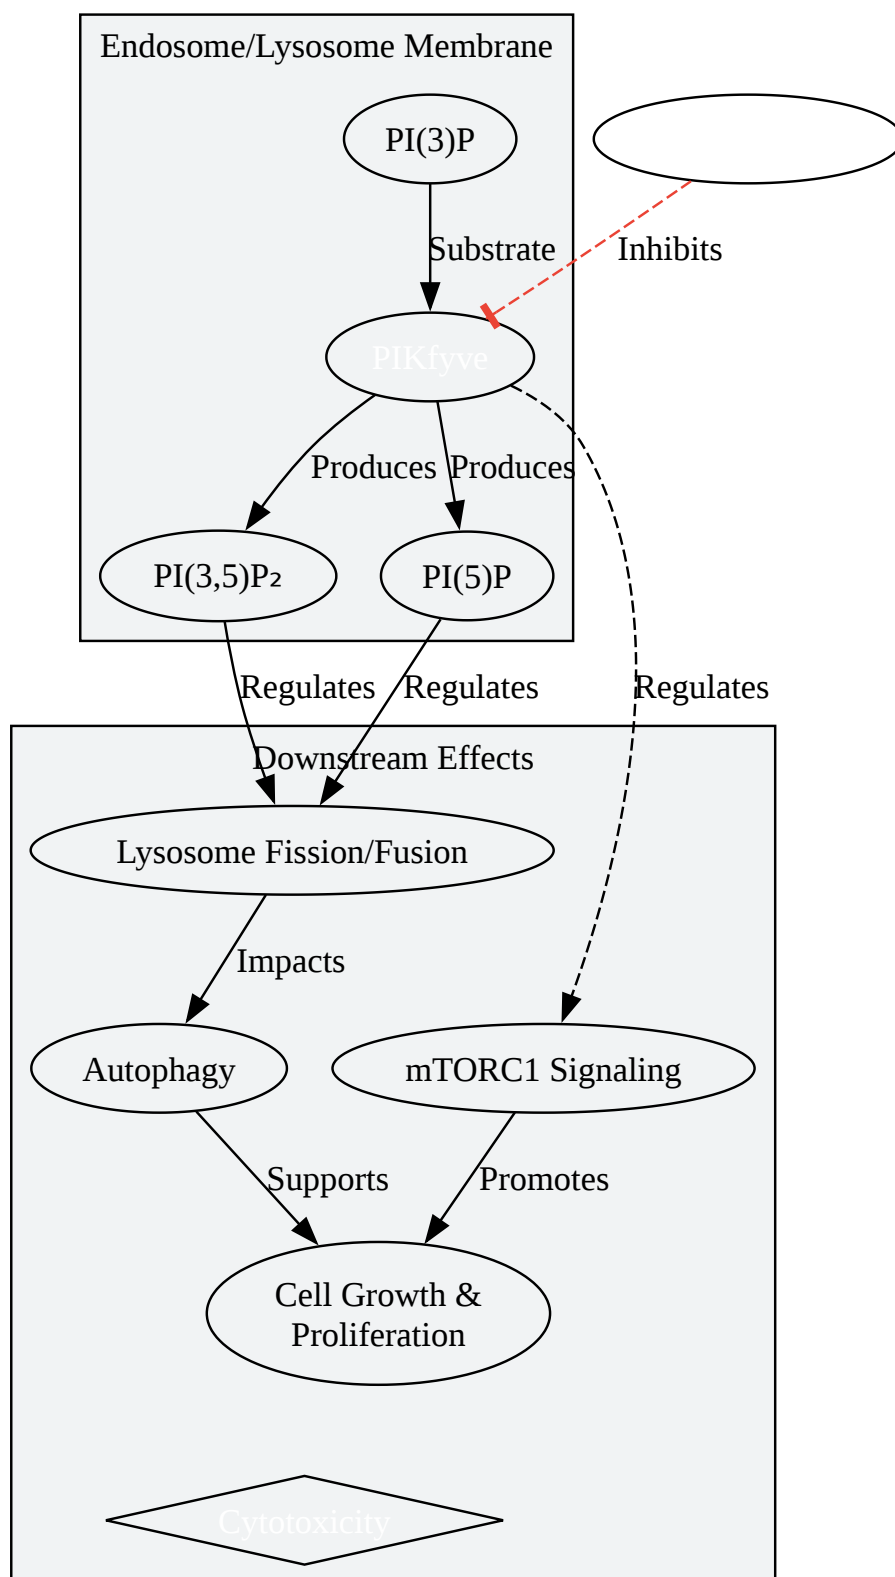 Endosome/Lysosome Membrane
PI(3)P
Substrate
Inhibits
PIKfyve
Produces
Produces
PI(3,5)P₂
PI(5)P
Regulates
Regulates
Regulates
Downstream Effects
Lysosome Fission/Fusion
Impacts
Autophagy
mTORC1 Signaling
Supports
Promotes
Cell Growth &
Proliferation
Cytotoxicity